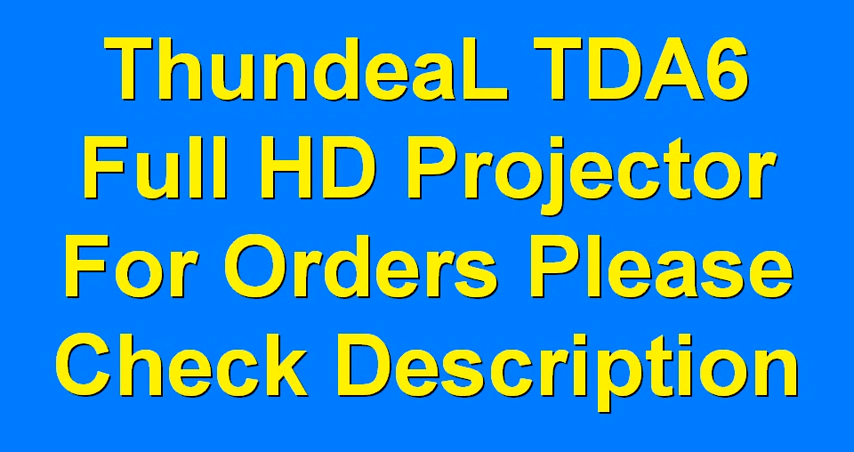 ThundeaL TDA6
Full HD Projector
For Orders Please
Check Description